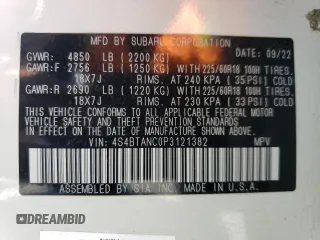 MFD BY SUBARU CORPORATION
DATE: 09/22
GVWR: 4850 LB (2200 KG)
GAWR:F 2756 LB (1250 KG) WITH 225/60R18 100H TIRES.
18X7J RIMS. AT 240 KPA (35 PSI) COLD
GAWR:R 2690 LB (1220 KG) WITH 225/60R18 100H TIRES.
18X7J RIMS. AT 230 KPA (33 PSI) COLD
THIS VEHICLE CONFORMS TO ALL APPLICABLE FEDERAL MOTOR
VEHICLE SAFETY STANDARDS IN EFFECT ON THE DATE
OF MANUFACTURE SHOWN ABOVE.
VIN: 4S4BTANC0P3121382 MPV
ASSEMBLED BY SIA, INC. MADE IN U.S.A.
© 2023 AMBID.COM